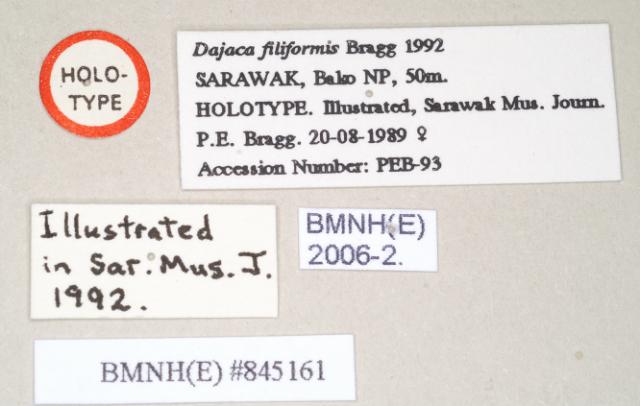 HOLO-
TYPE
Dajaca filiformis Bragg 1992
SARAWAK, Bako NP, 50m.
HOLOTYPE. Illustrated, Sarawak Mus. Journ.
P.E. Bragg. 20-08-1989 ♀
Accession Number: PEB-93
Illustrated
in Sar. Mus. J.
1992.
BMNH(E)
2006-2.
BMNH(E) #845161